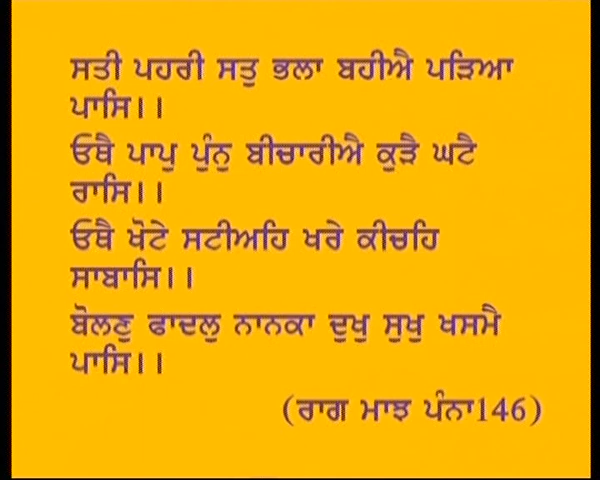 ਸਤੀ ਪਹਰੀ ਸਤੁ ਭਲਾ ਬਹੀਐ ਪੜਿਆ
ਪਾਸਿ।।
ਓਥੈ ਪਾਪੁ ਪੁੰਨੁ ਬੀਚਾਰੀਐ ਕੂੜੈ ਘਟੈ
ਰਾਸਿ।।
ਓਥੈ ਖੋਟੇ ਸਟੀਅਹਿ ਖਰੇ ਕੀਚਹਿ
ਸਾਬਾਸਿ।।
ਬੋਲਣੁ ਫਾਦਲੁ ਨਾਨਕਾ ਦੁਖੁ ਸੁਖੁ ਖਸਮੈ
ਪਾਸਿ।।
(ਰਾਗ ਮਾਝ ਪੰਨਾ146)